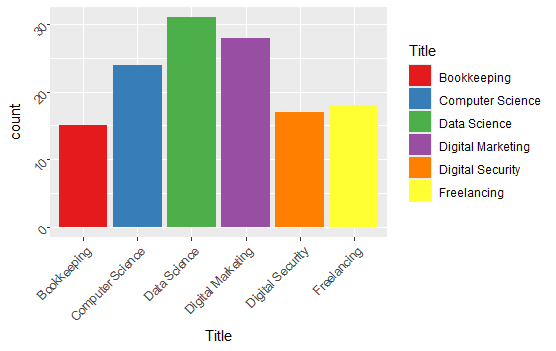 30
20
10
0
count
Bookkeeping
Computer Science
Data Science
Digital Marketing
Digital Security
Freelancing
Title
Title
Bookkeeping
Computer Science
Data Science
Digital Marketing
Digital Security
Freelancing